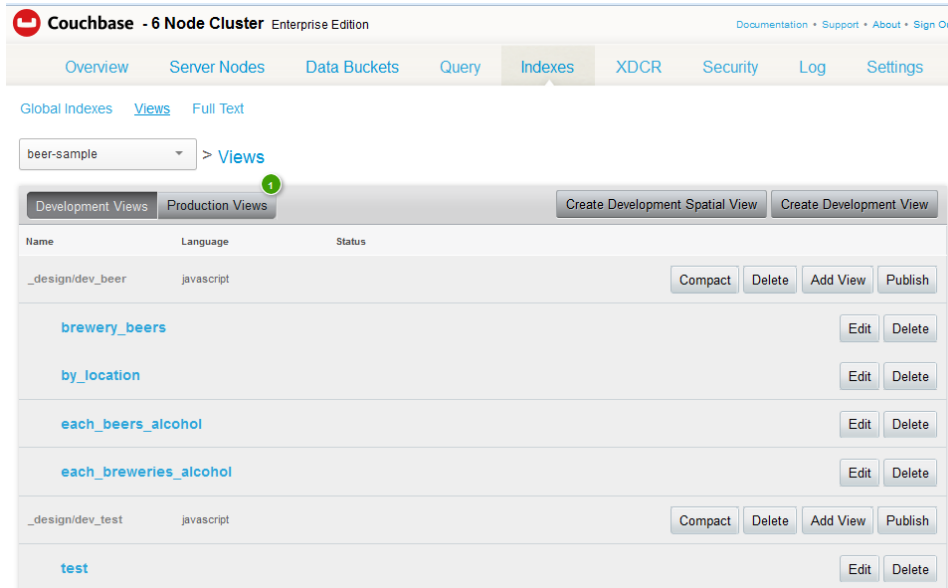 Couchbase - 6 Node Cluster Enterprise Edition Documentation • Support • About • Sign O
Overview Server Nodes Data Buckets Query Indexes XDCR Security Log Settings
Global Indexes Views Full Text
beer-sample > Views
1
Development Views Production Views Create Development Spatial View Create Development View
Name Language Status
_design/dev_beer javascript Compact Delete Add View Publish
brewery_beers Edit Delete
by_location Edit Delete
each_beers_alcohol Edit Delete
each_breweries_alcohol Edit Delete
_design/dev_test javascript Compact Delete Add View Publish
test Edit Delete